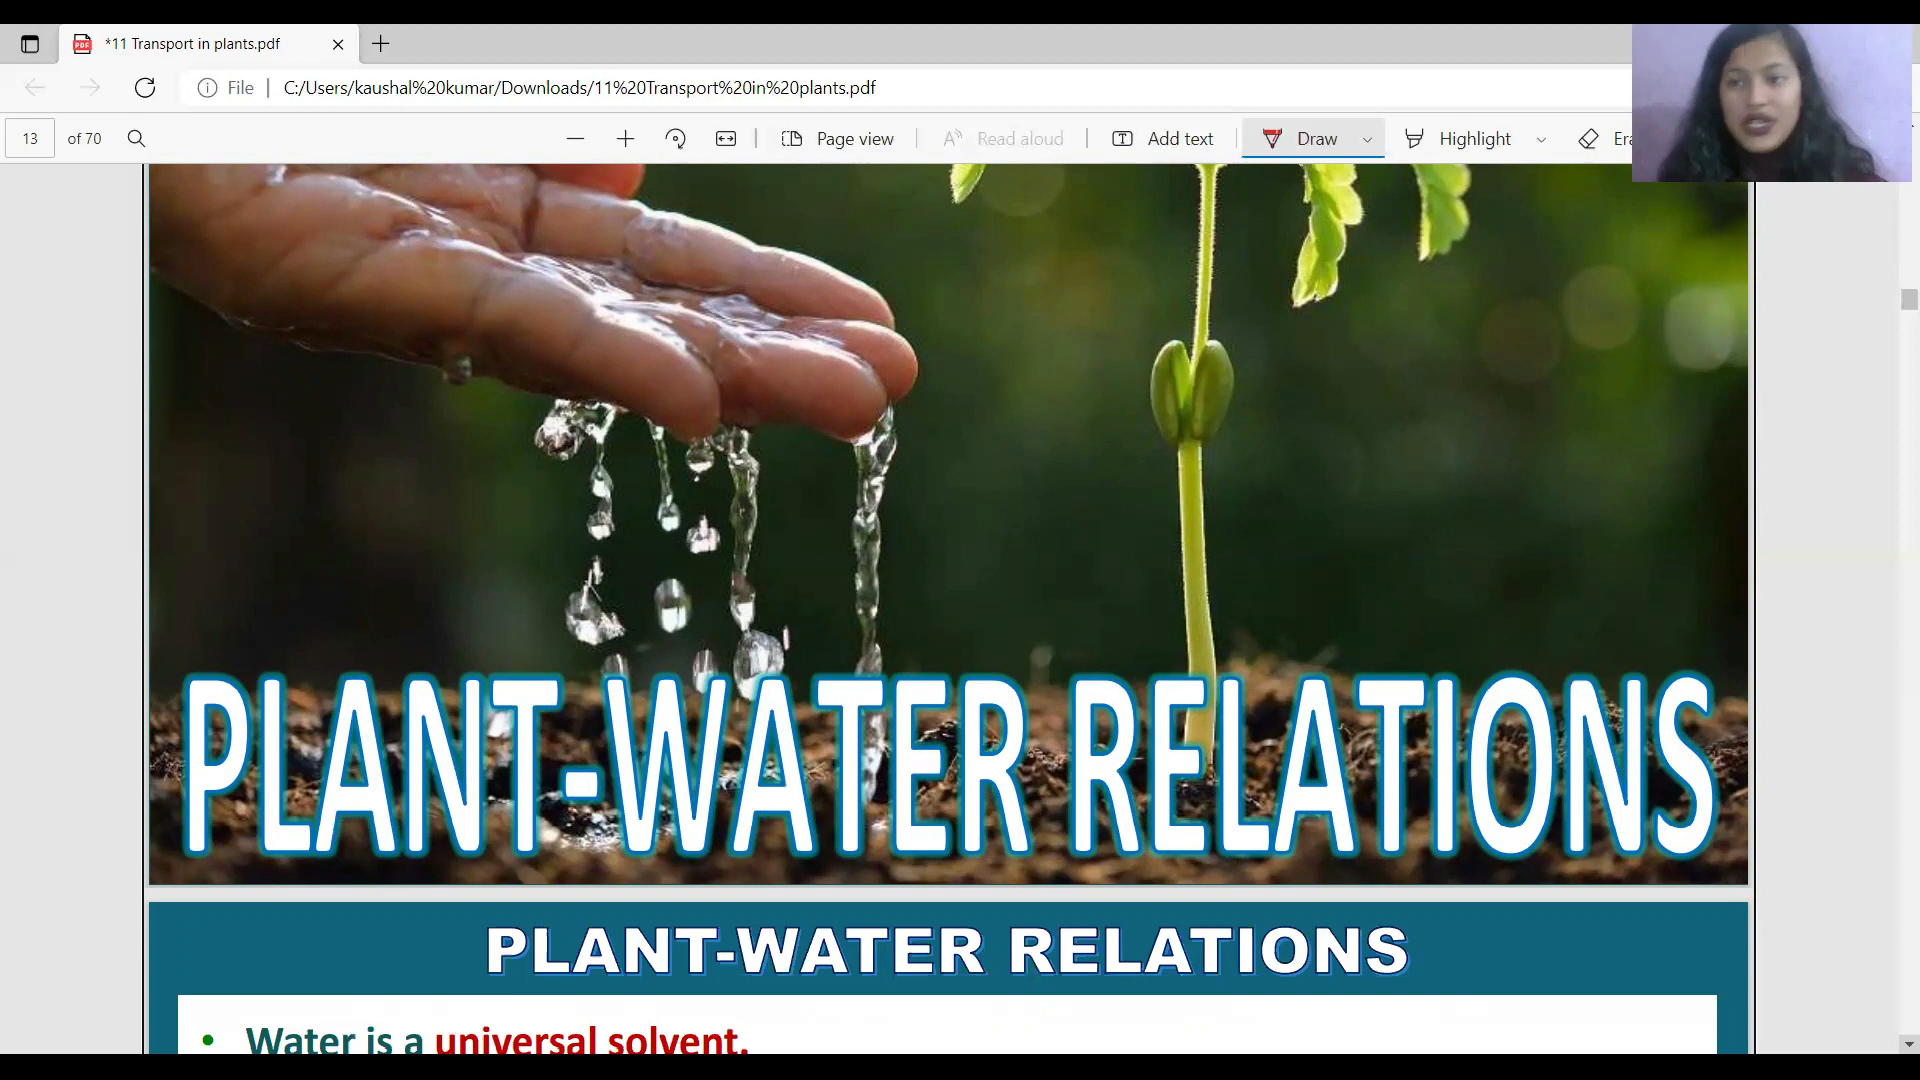 *11 Transport in plants.pdf
File | C:/Users/kaushal%20kumar/Downloads/11%20Transport%20in%20plants.pdf
13 of 70 Page view Read aloud Add text Draw Highlight Era
PLANT-WATER RELATIONS
PLANT-WATER RELATIONS
• Water is a universal solvent.